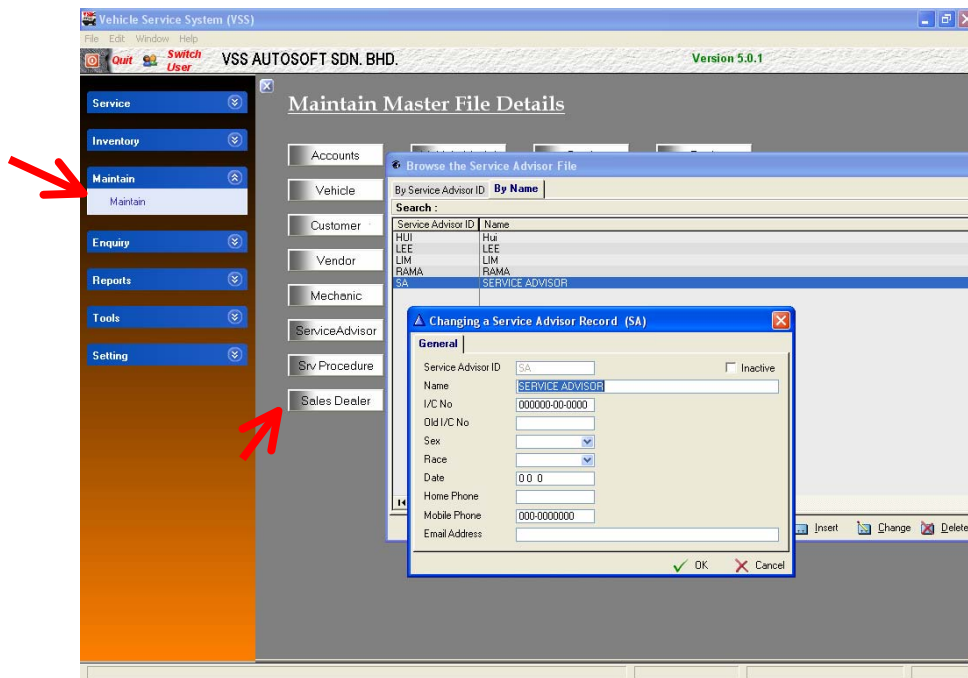 Vehicle Service System (VSS)
File Edit Window Help
Quit Switch User VSS AUTOSOFT SDN. BHD. Version 5.0.1
Service
Inventory
Maintain
Maintain
Enquiry
Reports
Tools
Setting
Maintain Master File Details
Accounts
Vehicle
Customer
Vendor
Mechanic
ServiceAdvisor
Srv Procedure
Sales Dealer
Browse the Service Advisor File
By Service Advisor ID By Name
Search :
Service Advisor ID Name
HUI Hui
LEE LEE
LIM LIM
RAMA RAMA
SA SERVICE ADVISOR
Insert Change Delete
Changing a Service Advisor Record (SA)
General
Service Advisor ID SA Inactive
Name SERVICE ADVISOR
I/C No 000000-00-0000
Old I/C No
Sex
Race
Date 0 0 0
Home Phone
Mobile Phone 000-0000000
Email Address
OK Cancel